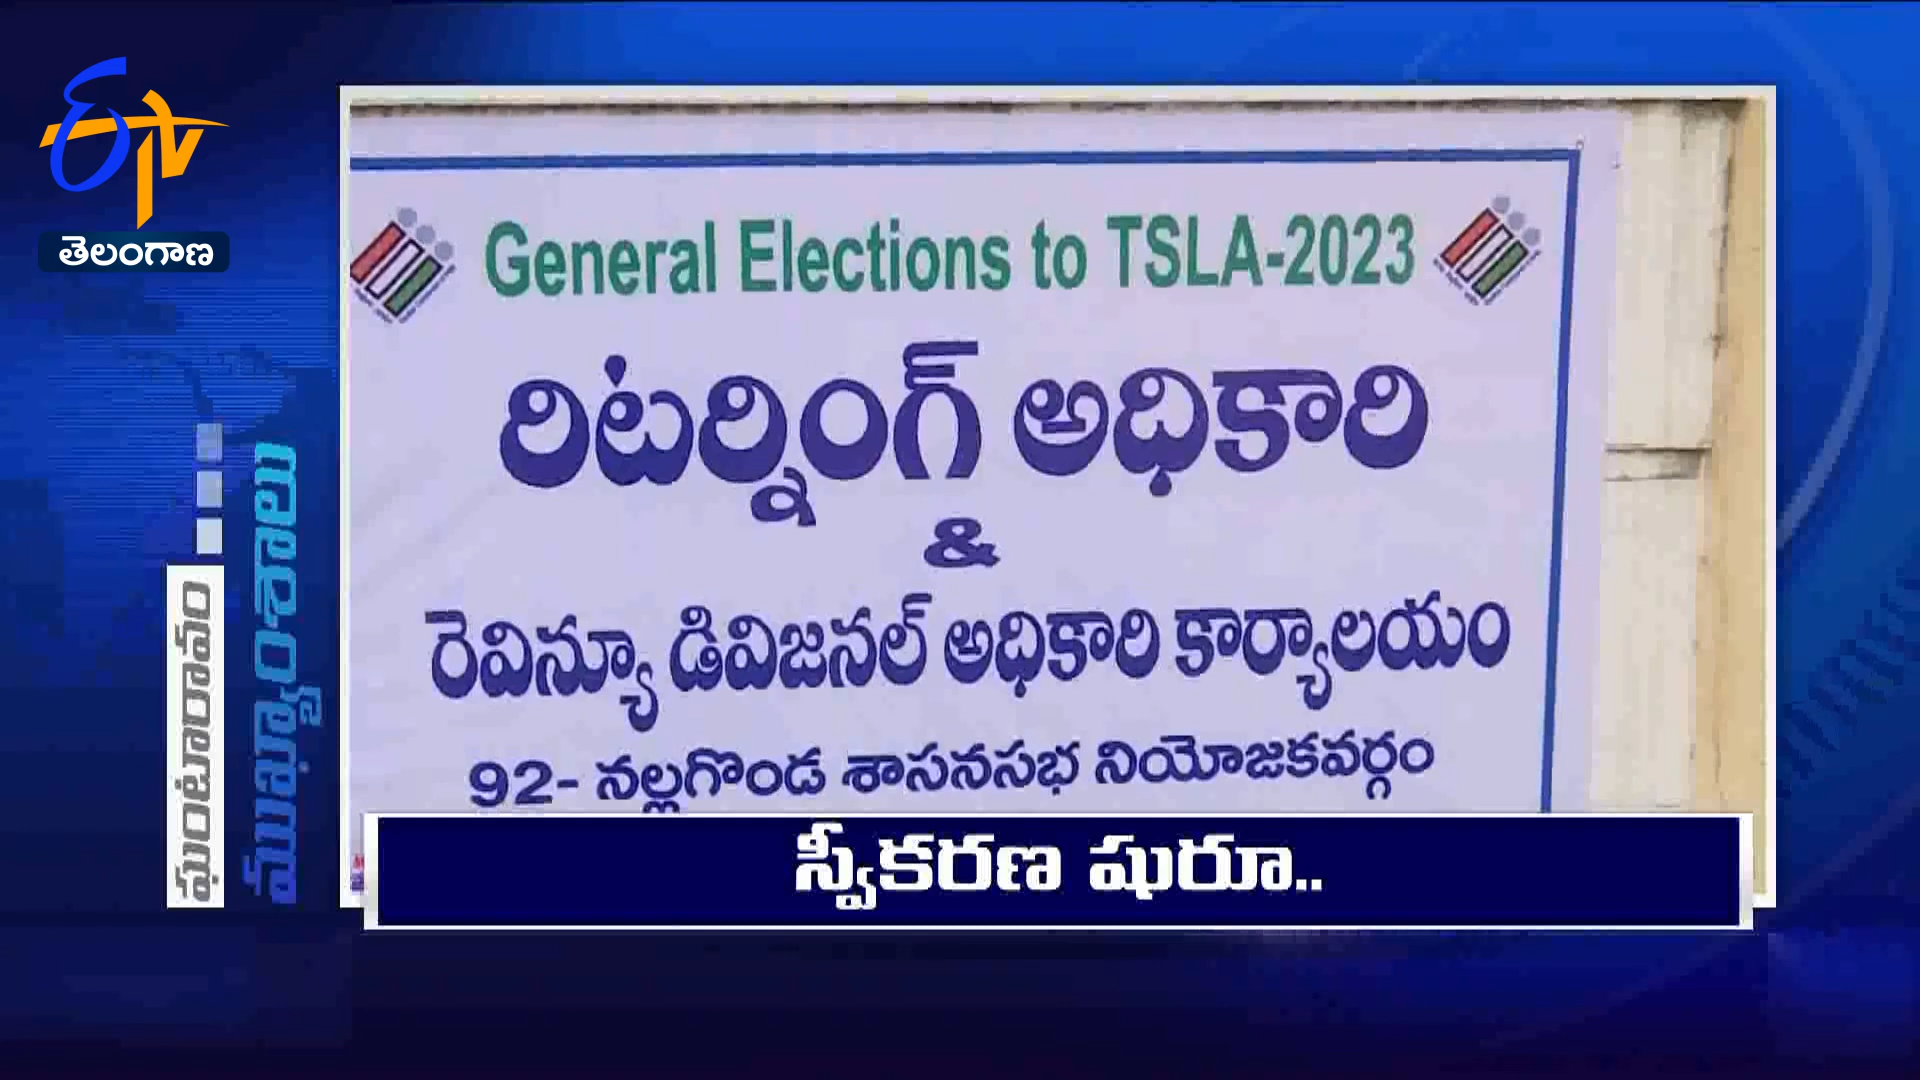 ETV
తెలంగాణ
General Elections to TSLA-2023
రిటర్నింగ్ అధికారి
&
రెవిన్యూ డివిజనల్ అధికారి కార్యాలయం
92- నల్లగొండ శాసనసభ నియోజకవర్గం
స్వీకరణ షురూ..
ఘంటారావం
ముఖ్యాంశాలు